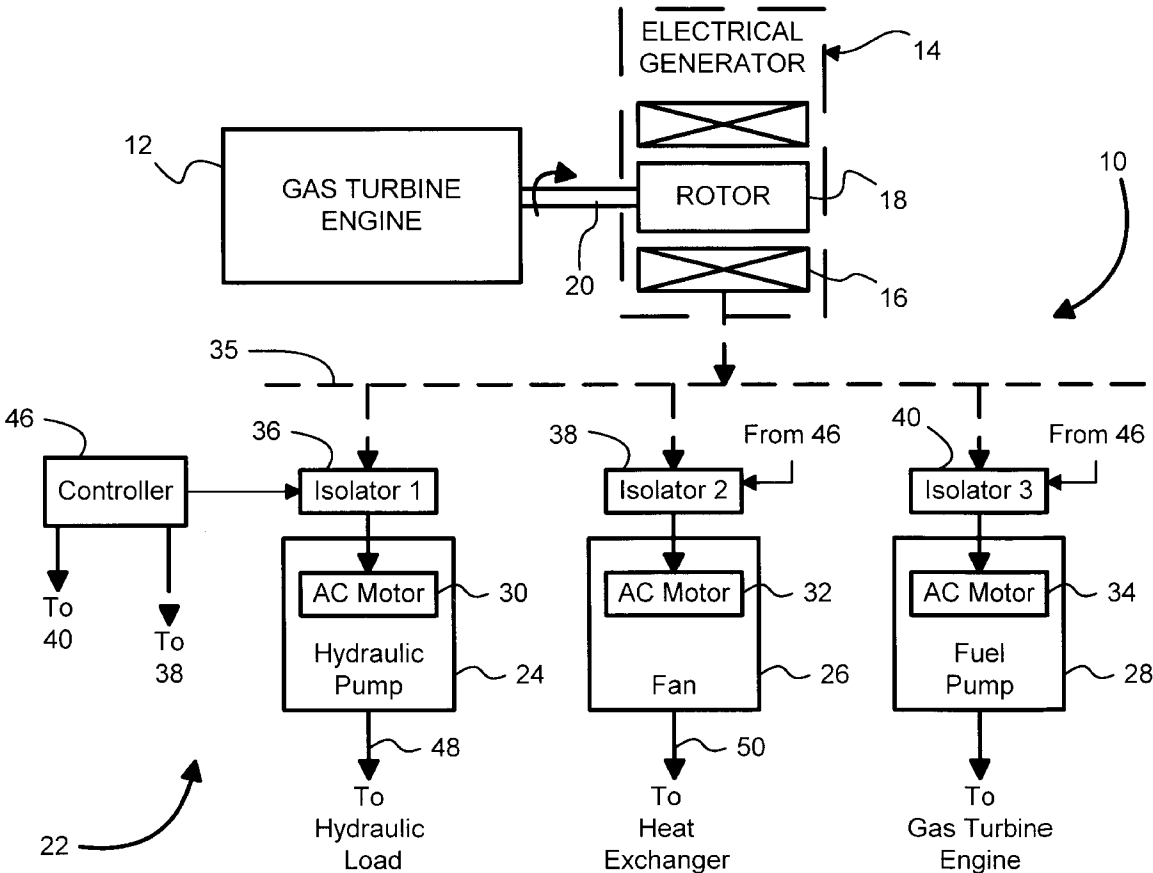 ELECTRICAL
GENERATOR
14
12
GAS TURBINE
ENGINE
ROTOR
18
10
20
16
35
46
36
38
From 46
40
From 46
Controller
Isolator 1
Isolator 2
Isolator 3
AC Motor
30
AC Motor
32
AC Motor
34
To
40
To
38
Hydraulic
Pump
24
Fan
26
Fuel
Pump
28
48
50
To
Hydraulic
Load
To
Heat
Exchanger
To
Gas Turbine
Engine
22